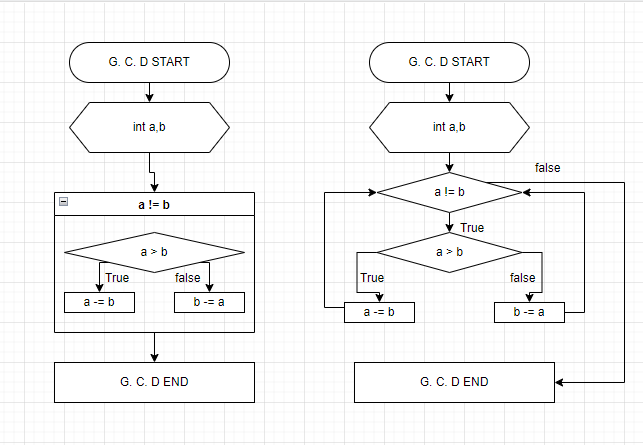 G. C. D START
int a,b
a != b
a > b
True
false
a -= b
b -= a
G. C. D END
G. C. D START
int a,b
false
a != b
True
a > b
True
false
a -= b
b -= a
G. C. D END